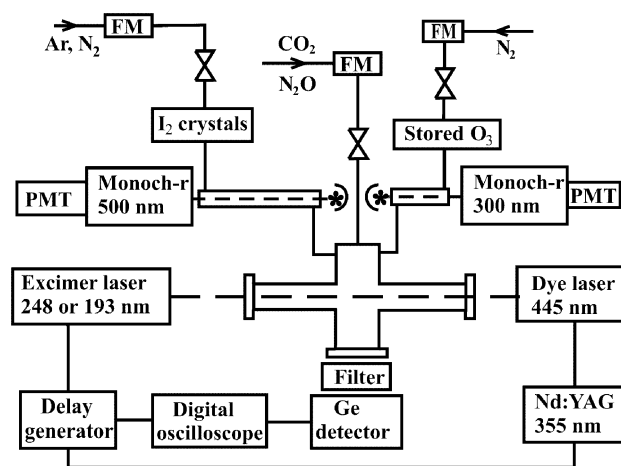 FM
Ar, N₂
CO₂
N₂O
FM
FM
N₂
I₂ crystals
Stored O₃
PMT
Monoch-r
500 nm
Monoch-r
300 nm
PMT
Excimer laser
248 or 193 nm
Dye laser
445 nm
Filter
Delay
generator
Digital
oscilloscope
Ge
detector
Nd:YAG
355 nm